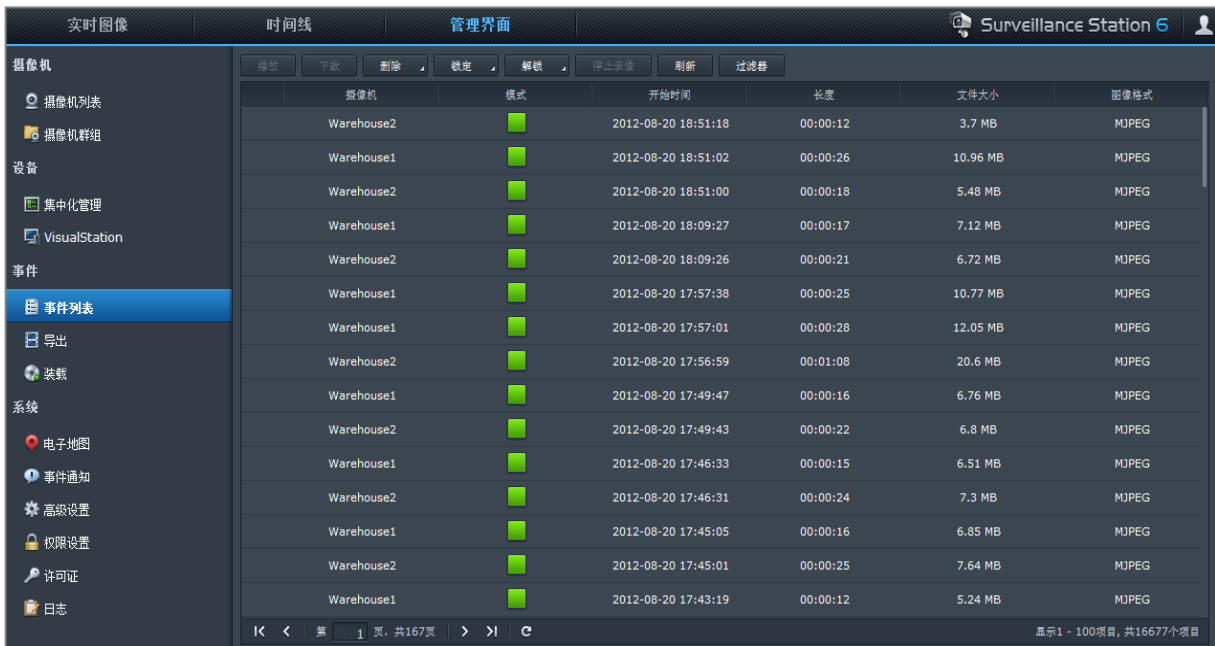 实时图像 时间线 管理界面 Surveillance Station 6
摄像机
摄像机列表
摄像机群组
设备
集中化管理
VisualStation
事件
事件列表
导出
装载
系统
电子地图
事件通知
高级设置
权限设置
许可证
日志
播放 下载 删除 锁定 解锁 停止录像 刷新 过滤器
摄像机 模式 开始时间 长度 文件大小 图像格式
Warehouse2 2012-08-20 18:51:18 00:00:12 3.7 MB MJPEG
Warehouse1 2012-08-20 18:51:02 00:00:26 10.96 MB MJPEG
Warehouse2 2012-08-20 18:51:00 00:00:18 5.48 MB MJPEG
Warehouse1 2012-08-20 18:09:27 00:00:17 7.12 MB MJPEG
Warehouse2 2012-08-20 18:09:26 00:00:21 6.72 MB MJPEG
Warehouse1 2012-08-20 17:57:38 00:00:25 10.77 MB MJPEG
Warehouse1 2012-08-20 17:57:01 00:00:28 12.05 MB MJPEG
Warehouse2 2012-08-20 17:56:59 00:01:08 20.6 MB MJPEG
Warehouse1 2012-08-20 17:49:47 00:00:16 6.76 MB MJPEG
Warehouse2 2012-08-20 17:49:43 00:00:22 6.8 MB MJPEG
Warehouse1 2012-08-20 17:46:33 00:00:15 6.51 MB MJPEG
Warehouse2 2012-08-20 17:46:31 00:00:24 7.3 MB MJPEG
Warehouse1 2012-08-20 17:45:05 00:00:16 6.85 MB MJPEG
Warehouse2 2012-08-20 17:45:01 00:00:25 7.64 MB MJPEG
Warehouse1 2012-08-20 17:43:19 00:00:12 5.24 MB MJPEG
第 1 页，共167页 显示1 - 100项目, 共16677个项目